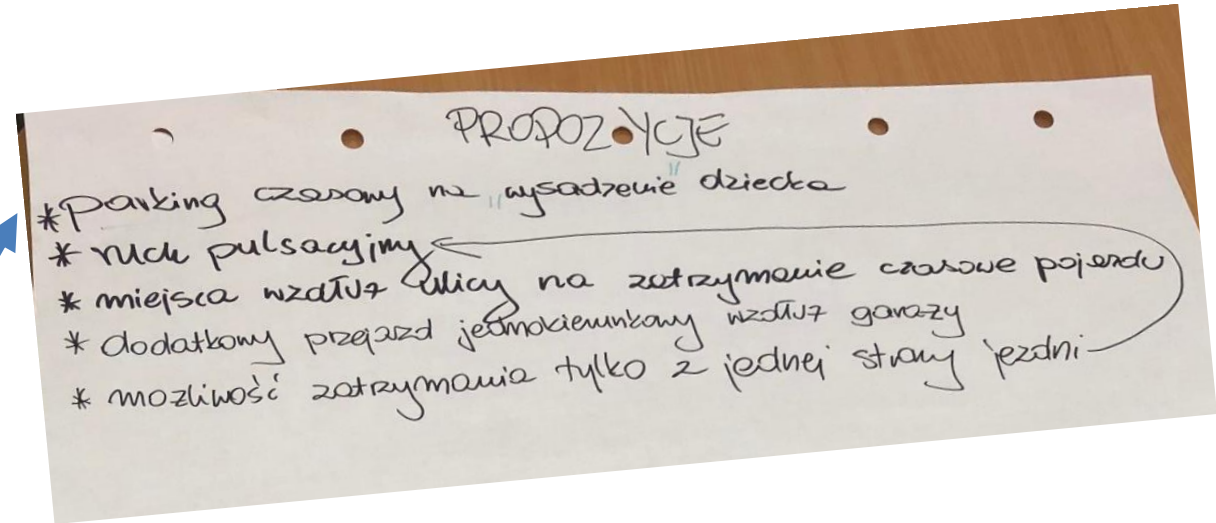 PROPOZYCJE
* parking czasowy na "wysadzenie" dziecka
* ruch pulsacyjny
* miejsca wzdłuż ulicy na zatrzymanie czasowe pojazdu
* dodatkowy przejazd jednokierunkowy wzdłuż garaży
* możliwość zatrzymania tylko z jednej strony jezdni